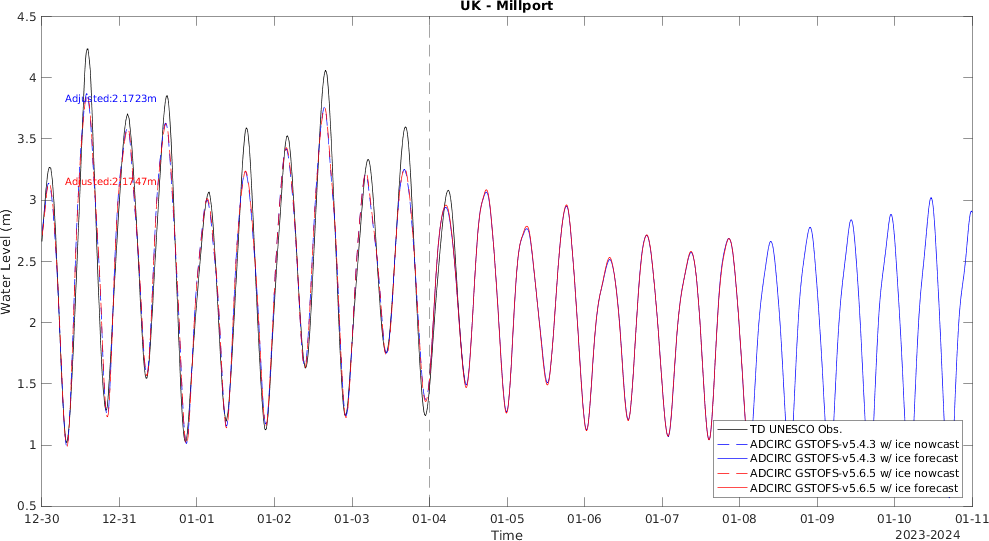 UK - Millport
4.5
4
3.5
3
2.5
2
1.5
1
0.5
Water Level (m)
Adjusted:2.1723m
Adjusted:2.1747m
TD UNESCO Obs.
ADCIRC GSTOFS-v5.4.3 w/ ice nowcast
ADCIRC GSTOFS-v5.4.3 w/ ice forecast
ADCIRC GSTOFS-v5.6.5 w/ ice nowcast
ADCIRC GSTOFS-v5.6.5 w/ ice forecast
12-30 12-31 01-01 01-02 01-03 01-04 01-05 01-06 01-07 01-08 01-09 01-10 01-11
Time
2023-2024